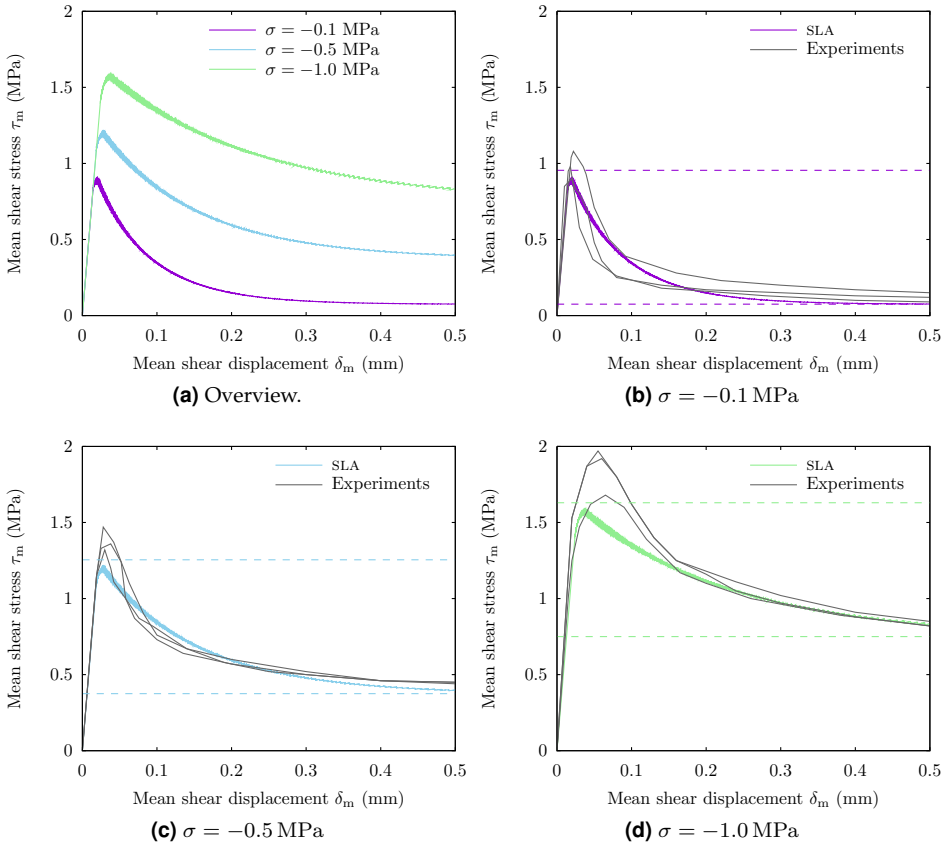 2
1.5
1
0.5
0
Mean shear stress τm (MPa)
σ = −0.1 MPa
σ = −0.5 MPa
σ = −1.0 MPa
0 0.1 0.2 0.3 0.4 0.5
Mean shear displacement δm (mm)
(a) Overview.
2
1.5
1
0.5
0
Mean shear stress τm (MPa)
SLA
Experiments
0 0.1 0.2 0.3 0.4 0.5
Mean shear displacement δm (mm)
(b) σ = −0.1 MPa
2
1.5
1
0.5
0
Mean shear stress τm (MPa)
SLA
Experiments
0 0.1 0.2 0.3 0.4 0.5
Mean shear displacement δm (mm)
(c) σ = −0.5 MPa
2
1.5
1
0.5
0
Mean shear stress τm (MPa)
SLA
Experiments
0 0.1 0.2 0.3 0.4 0.5
Mean shear displacement δm (mm)
(d) σ = −1.0 MPa